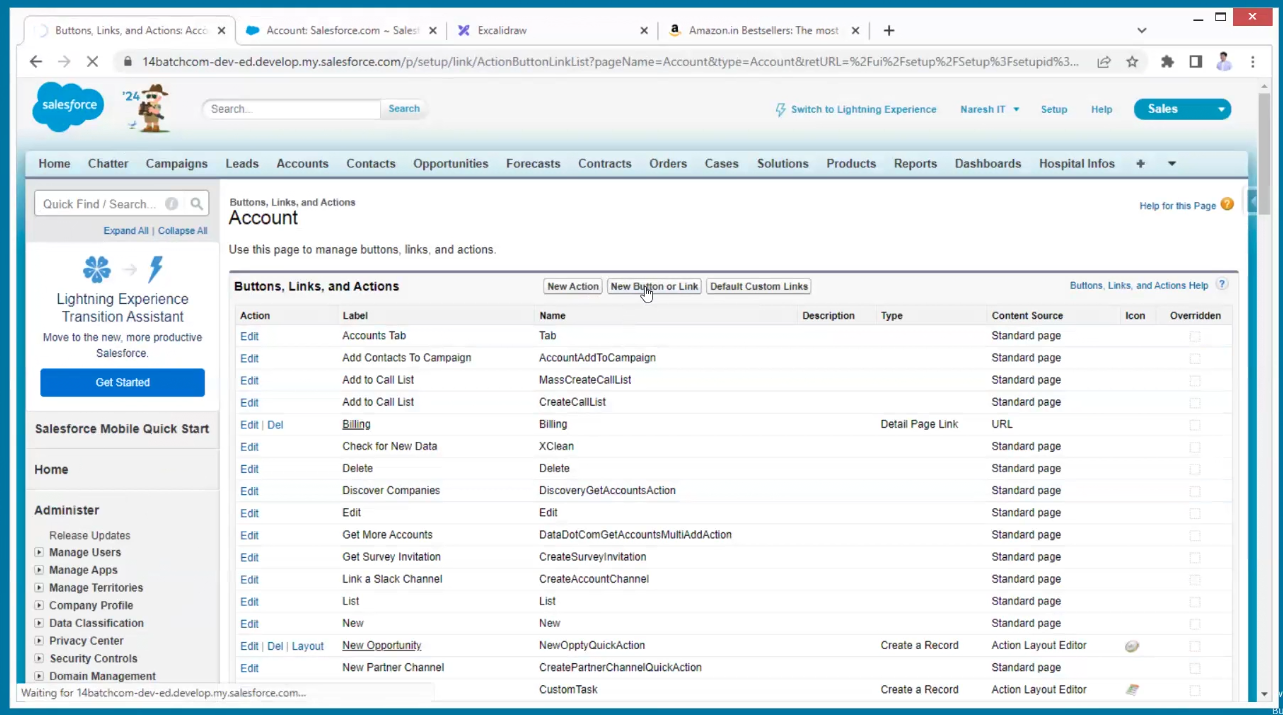 Buttons, Links, and Actions: Acco
Account: Salesforce.com ~ Sales
Excalidraw
Amazon.in Bestsellers: The most
14batchcom-dev-ed.develop.my.salesforce.com/p/setup/link/ActionButtonLinkList?pageName=Account&type=Account&retURL=%2Fui%2Fsetup%2FSetup%3Fsetupid%3...
salesforce
'24
Search...
Search
Switch to Lightning Experience
Naresh IT
Setup
Help
Sales
Home Chatter Campaigns Leads Accounts Contacts Opportunities Forecasts Contracts Orders Cases Solutions Products Reports Dashboards Hospital Infos +
Quick Find / Search...
Expand All | Collapse All
Lightning Experience
Transition Assistant
Move to the new, more productive
Salesforce.
Get Started
Salesforce Mobile Quick Start
Home
Administer
Release Updates
Manage Users
Manage Apps
Manage Territories
Company Profile
Data Classification
Privacy Center
Security Controls
Domain Management
Buttons, Links, and Actions
Account
Help for this Page
Use this page to manage buttons, links, and actions.
Buttons, Links, and Actions New Action New Button or Link Default Custom Links Buttons, Links, and Actions Help ?
Action Label Name Description Type Content Source Icon Overridden
Edit Accounts Tab Tab Standard page
Edit Add Contacts To Campaign AccountAddToCampaign Standard page
Edit Add to Call List MassCreateCallList Standard page
Edit Add to Call List CreateCallList Standard page
Edit | Del Billing Billing Detail Page Link URL
Edit Check for New Data XClean Standard page
Edit Delete Delete Standard page
Edit Discover Companies DiscoveryGetAccountsAction Standard page
Edit Edit Edit Standard page
Edit Get More Accounts DataDotComGetAccountsMultiAddAction Standard page
Edit Get Survey Invitation CreateSurveyInvitation Standard page
Edit Link a Slack Channel CreateAccountChannel Standard page
Edit List List Standard page
Edit New New Standard page
Edit | Del | Layout New Opportunity NewOpptyQuickAction Create a Record Action Layout Editor
Edit New Partner Channel CreatePartnerChannelQuickAction Standard page
CustomTask Create a Record Action Layout Editor
Waiting for 14batchcom-dev-ed.develop.my.salesforce.com...